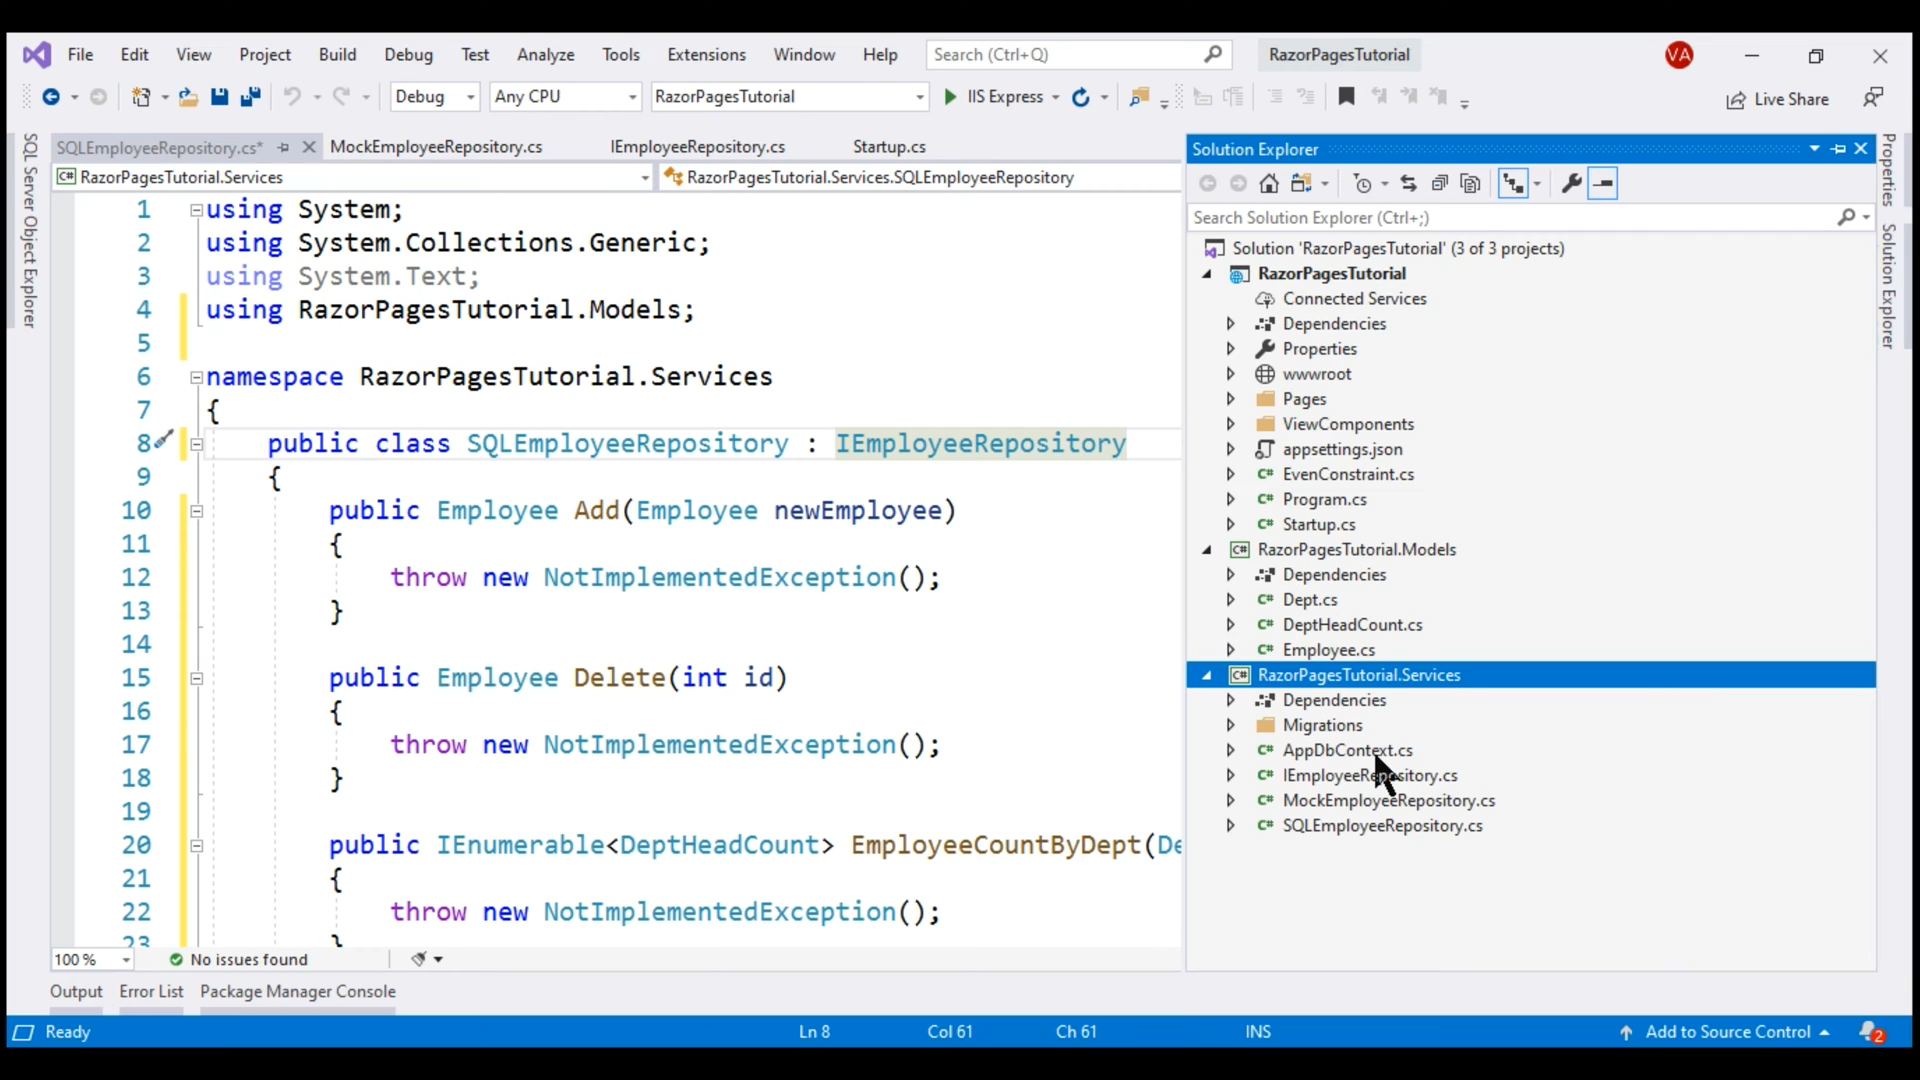 File Edit View Project Build Debug Test Analyze Tools Extensions Window Help Search (Ctrl+Q) RazorPagesTutorial VA
Debug Any CPU RazorPagesTutorial IIS Express Live Share
SQL Server Object Explorer
SQLEmployeeRepository.cs* MockEmployeeRepository.cs IEmployeeRepository.cs Startup.cs
RazorPagesTutorial.Services RazorPagesTutorial.Services.SQLEmployeeRepository
1 using System;
2 using System.Collections.Generic;
3 using System.Text;
4 using RazorPagesTutorial.Models;
5
6 namespace RazorPagesTutorial.Services
7 {
8 public class SQLEmployeeRepository : IEmployeeRepository
9 {
10 public Employee Add(Employee newEmployee)
11 {
12 throw new NotImplementedException();
13 }
14
15 public Employee Delete(int id)
16 {
17 throw new NotImplementedException();
18 }
19
20 public IEnumerable<DeptHeadCount> EmployeeCountByDept(De
21 {
22 throw new NotImplementedException();
23 }
100 % No issues found
Solution Explorer
Search Solution Explorer (Ctrl+;)
Solution 'RazorPagesTutorial' (3 of 3 projects)
RazorPagesTutorial
Connected Services
Dependencies
Properties
wwwroot
Pages
ViewComponents
appsettings.json
C# EvenConstraint.cs
C# Program.cs
C# Startup.cs
C# RazorPagesTutorial.Models
Dependencies
C# Dept.cs
C# DeptHeadCount.cs
C# Employee.cs
C# RazorPagesTutorial.Services
Dependencies
Migrations
C# AppDbContext.cs
C# IEmployeeRepository.cs
C# MockEmployeeRepository.cs
C# SQLEmployeeRepository.cs
Properties
Solution Explorer
Output Error List Package Manager Console
Ready Ln 8 Col 61 Ch 61 INS Add to Source Control 2